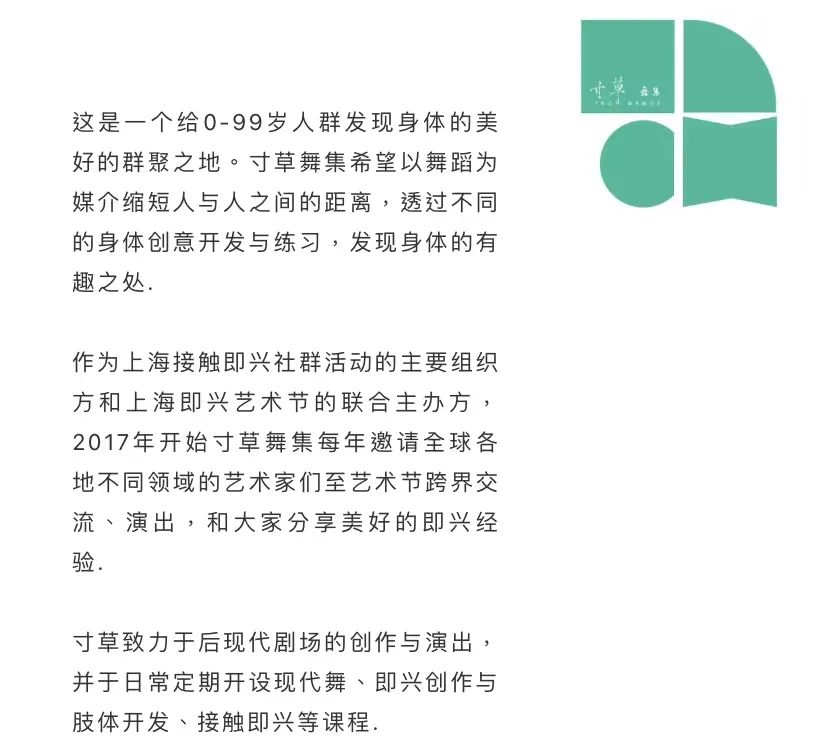 寸草 舞集
INCO DANCE
这是一个给0-99岁人群发现身体的美
好的群聚之地。寸草舞集希望以舞蹈为
媒介缩短人与人之间的距离，透过不同
的身体创意开发与练习，发现身体的有
趣之处.
作为上海接触即兴社群活动的主要组织
方和上海即兴艺术节的联合主办方，
2017年开始寸草舞集每年邀请全球各
地不同领域的艺术家们至艺术节跨界交
流、演出，和大家分享美好的即兴经
验.
寸草致力于后现代剧场的创作与演出，
并于日常定期开设现代舞、即兴创作与
肢体开发、接触即兴等课程.